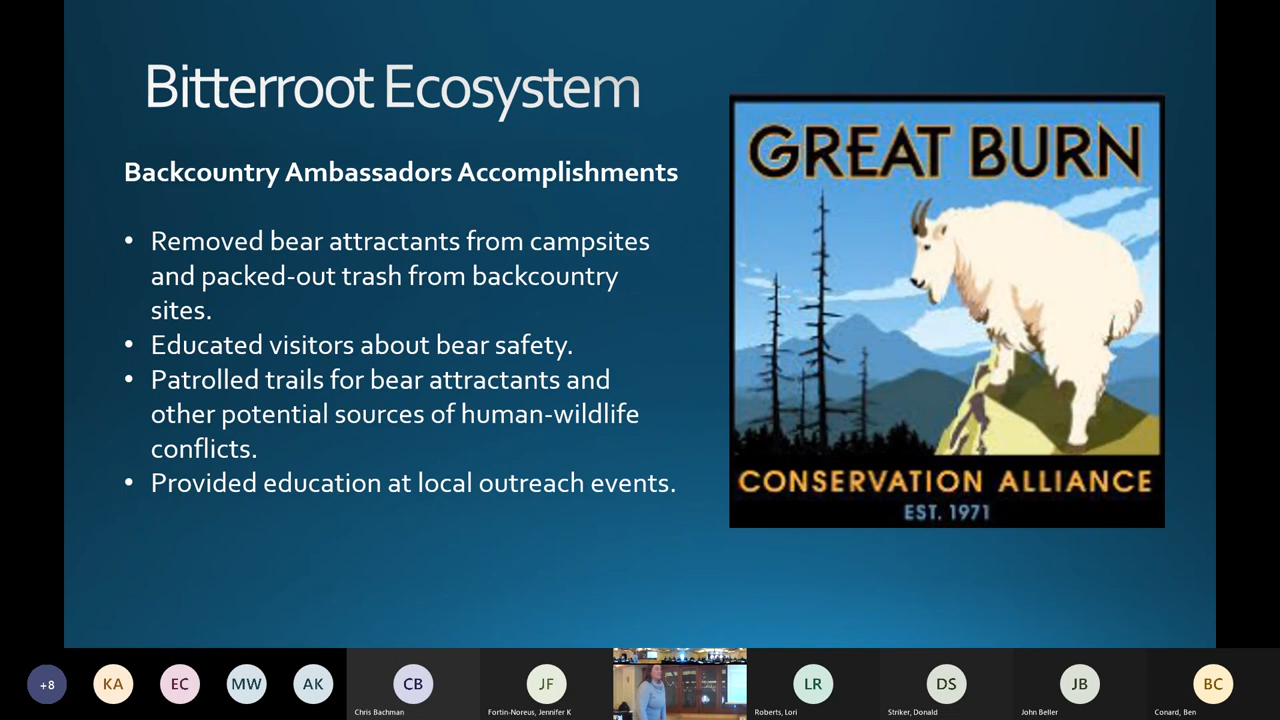 Bitterroot Ecosystem
Backcountry Ambassadors Accomplishments
• Removed bear attractants from campsites
and packed-out trash from backcountry
sites.
• Educated visitors about bear safety.
• Patrolled trails for bear attractants and
other potential sources of human-wildlife
conflicts.
• Provided education at local outreach events.
GREAT BURN
CONSERVATION ALLIANCE
EST. 1971
+8 KA EC MW AK CB JF LR DS JB BC
Chris Bachman Fortin-Noreus, Jennifer K Roberts, Lori Striker, Donald John Beller Conard, Ben